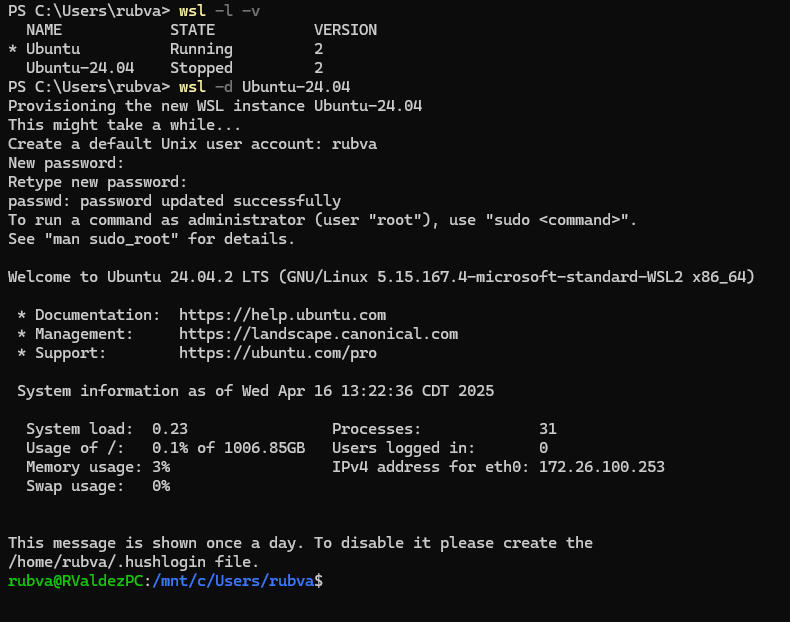 PS C:\Users\rubva> wsl -l -v
  NAME            STATE           VERSION
* Ubuntu          Running         2
  Ubuntu-24.04    Stopped         2
PS C:\Users\rubva> wsl -d Ubuntu-24.04
Provisioning the new WSL instance Ubuntu-24.04
This might take a while...
Create a default Unix user account: rubva
New password:
Retype new password:
passwd: password updated successfully
To run a command as administrator (user "root"), use "sudo <command>".
See "man sudo_root" for details.

Welcome to Ubuntu 24.04.2 LTS (GNU/Linux 5.15.167.4-microsoft-standard-WSL2 x86_64)

 * Documentation:  https://help.ubuntu.com
 * Management:     https://landscape.canonical.com
 * Support:        https://ubuntu.com/pro

 System information as of Wed Apr 16 13:22:36 CDT 2025

  System load:  0.23                Processes:             31
  Usage of /:   0.1% of 1006.85GB   Users logged in:       0
  Memory usage: 3%                  IPv4 address for eth0: 172.26.100.253
  Swap usage:   0%

This message is shown once a day. To disable it please create the
/home/rubva/.hushlogin file.
rubva@RValdezPC:/mnt/c/Users/rubva$